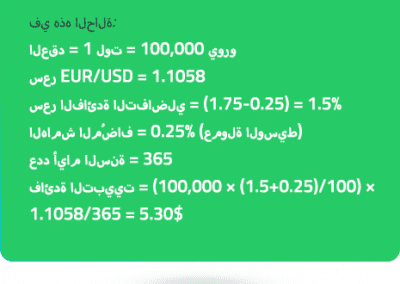 في هذه الحالة:
العقد = 1 لوت = 100,000 يورو
سعر EUR/USD = 1.1058
سعر الفائدة التفاضلي = (1.75-0.25) = 1.5%
الهامش المُضاف = 0.25% (عمولة الوسيط)
عدد أيام السنة = 365
فائدة التبييت = (100,000 × (1.5+0.25)/100) ×
1.1058/365 = 5.30$